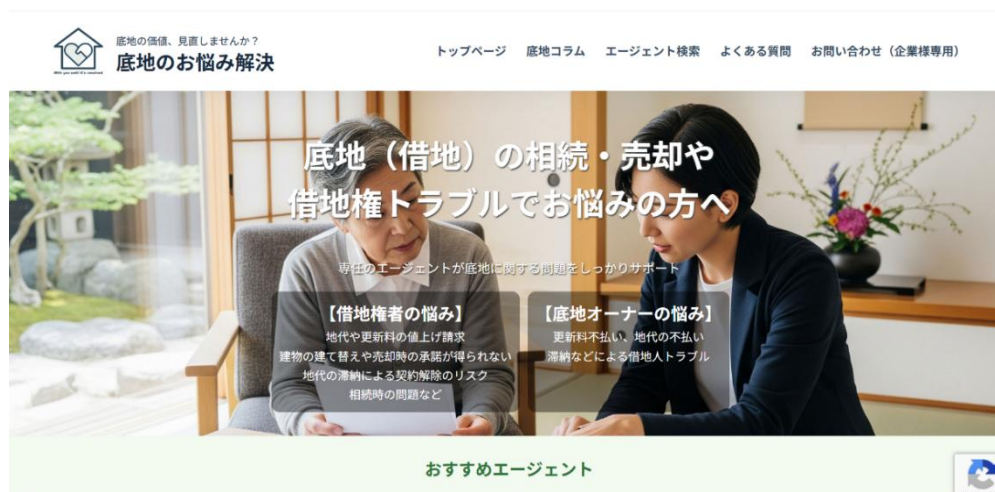 底地の価値、見直しませんか？
底地のお悩み解決
トップページ 底地コラム エージェント検索 よくある質問 お問い合わせ（企業様専用）
底地（借地）の相続・売却や
借地権トラブルでお悩みの方へ
専任のエージェントが底地に関する問題をしっかりサポート
【借地権者の悩み】
地代や更新料の値上げ請求
建物の建て替えや売却時の承諾が得られない
地代の滞納による契約解除のリスク
相続時の問題など
【底地オーナーの悩み】
更新料不払い、地代の不払い
滞納などによる借地人トラブル
おすすめエージェント